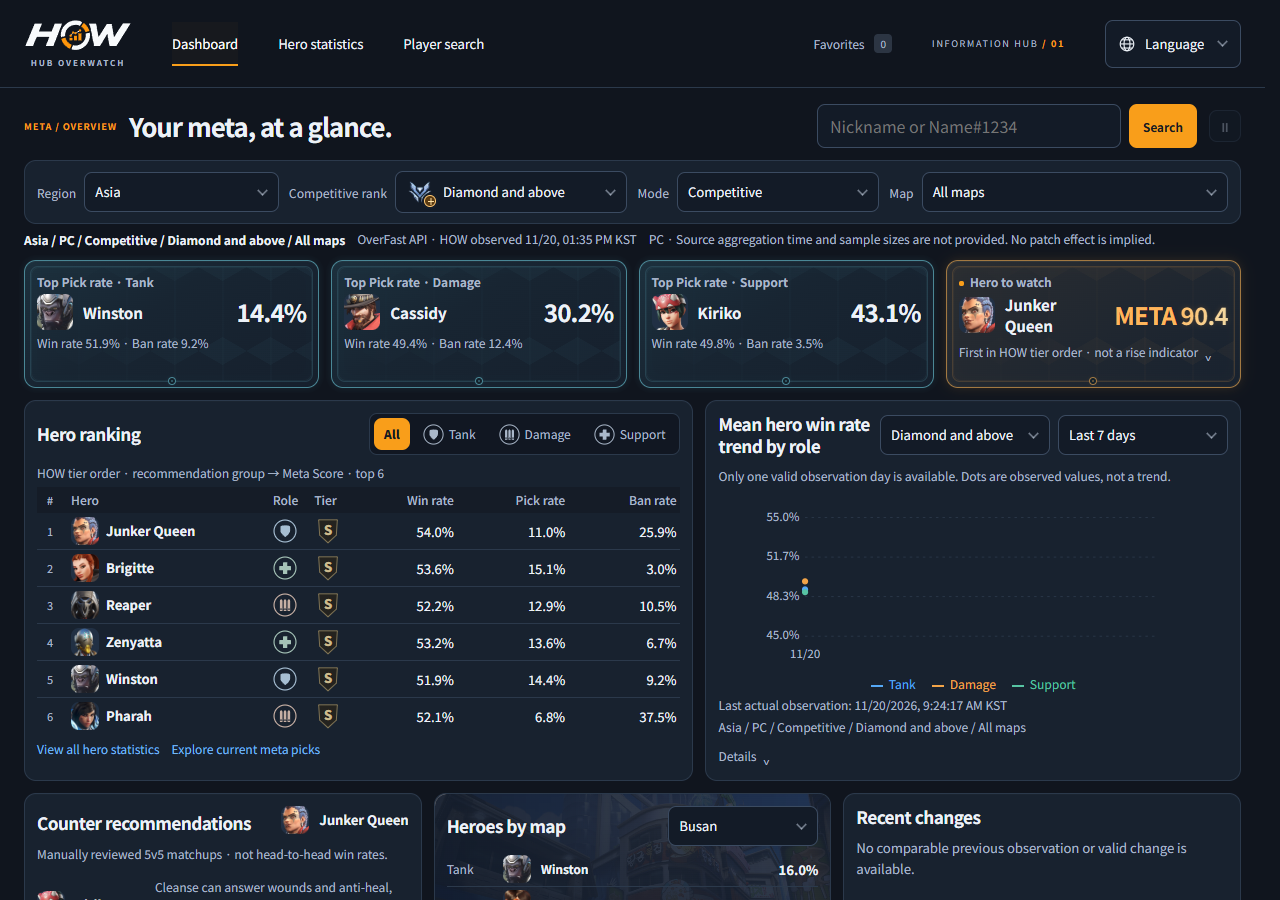 HOW
HUB OVERWATCH
Dashboard
Hero statistics
Player search
Favorites 0
INFORMATION HUB / 01
Language
META / OVERVIEW
Your meta, at a glance.
Nickname or Name#1234
Search
Region
Asia
Competitive rank
Diamond and above
Mode
Competitive
Map
All maps
Asia / PC / Competitive / Diamond and above / All maps
OverFast API · HOW observed 11/20, 01:35 PM KST
PC · Source aggregation time and sample sizes are not provided. No patch effect is implied.
Top Pick rate · Tank
Winston
14.4%
Win rate 51.9% · Ban rate 9.2%
Top Pick rate · Damage
Cassidy
30.2%
Win rate 49.4% · Ban rate 12.4%
Top Pick rate · Support
Kiriko
43.1%
Win rate 49.8% · Ban rate 3.5%
Hero to watch
Junker
Queen
META 90.4
First in HOW tier order · not a rise indicator
Hero ranking
All
Tank
Damage
Support
HOW tier order · recommendation group → Meta Score · top 6
# Hero Role Tier Win rate Pick rate Ban rate
1 Junker Queen S 54.0% 11.0% 25.9%
2 Brigitte S 53.6% 15.1% 3.0%
3 Reaper S 52.2% 12.9% 10.5%
4 Zenyatta S 53.2% 13.6% 6.7%
5 Winston S 51.9% 14.4% 9.2%
6 Pharah S 52.1% 6.8% 37.5%
View all hero statistics
Explore current meta picks
Mean hero win rate
trend by role
Diamond and above
Last 7 days
Only one valid observation day is available. Dots are observed values, not a trend.
55.0%
51.7%
48.3%
45.0%
11/20
Tank
Damage
Support
Last actual observation: 11/20/2026, 9:24:17 AM KST
Asia / PC / Competitive / Diamond and above / All maps
Details
Counter recommendations
Junker Queen
Manually reviewed 5v5 matchups · not head-to-head win rates.
Cleanse can answer wounds and anti-heal,
Heroes by map
Busan
Tank
Winston
16.0%
Recent changes
No comparable previous observation or valid change is
available.